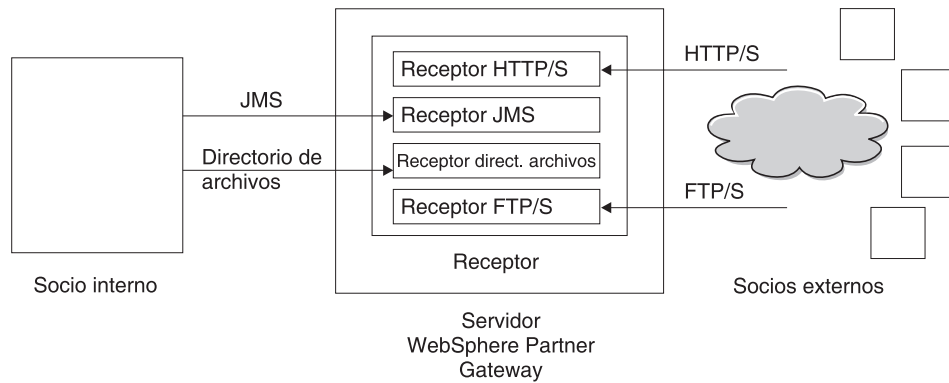 HTTP/S
Receptor HTTP/S
JMS
Receptor JMS
Directorio de
archivos
Receptor direct. archivos
Receptor FTP/S
FTP/S
Receptor
Socio interno
Socios externos
Servidor
WebSphere Partner
Gateway